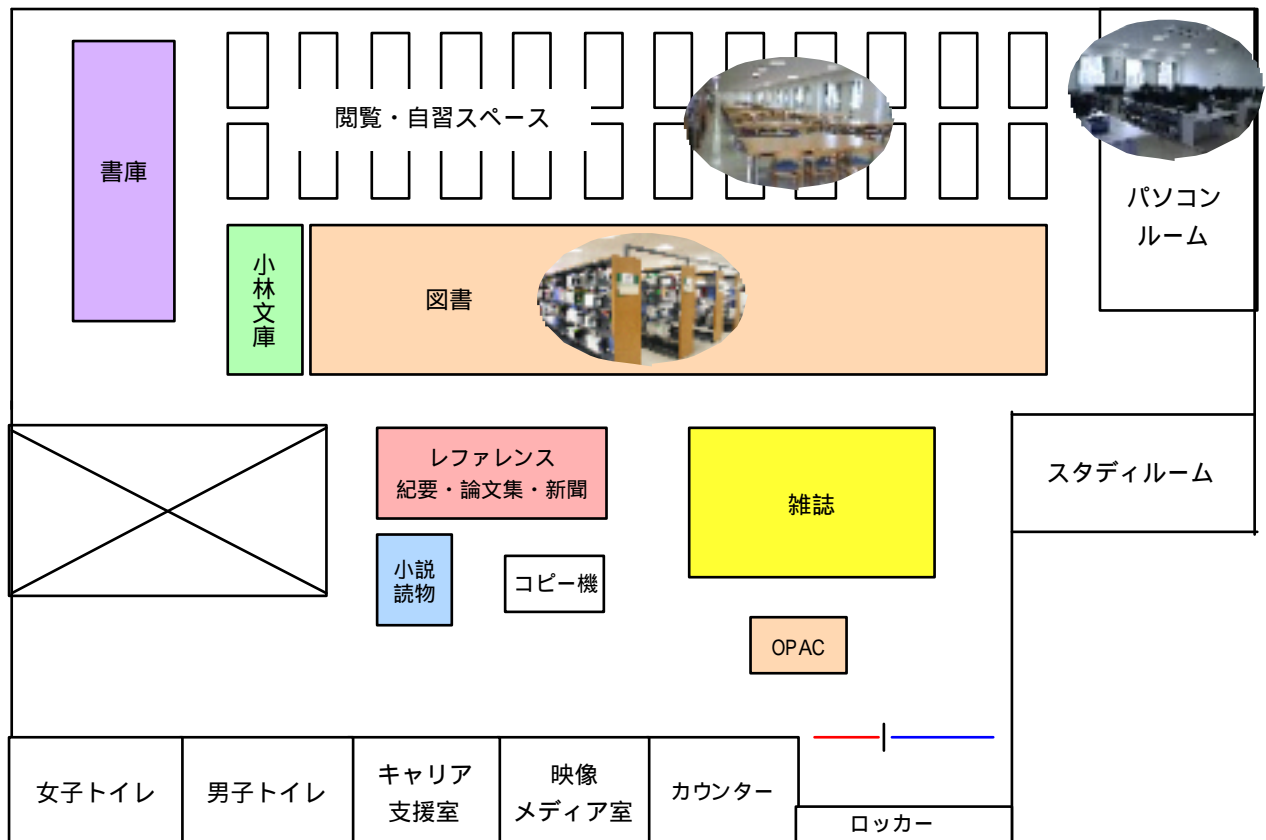 閲覧・自習スペース
書庫
パソコン
ルーム
小林文庫
図書
レファレンス
紀要・論文集・新聞
雑誌
スタディルーム
小説
読物
コピー機
OPAC
女子トイレ
男子トイレ
キャリア
支援室
映像
メディア室
カウンター
ロッカー